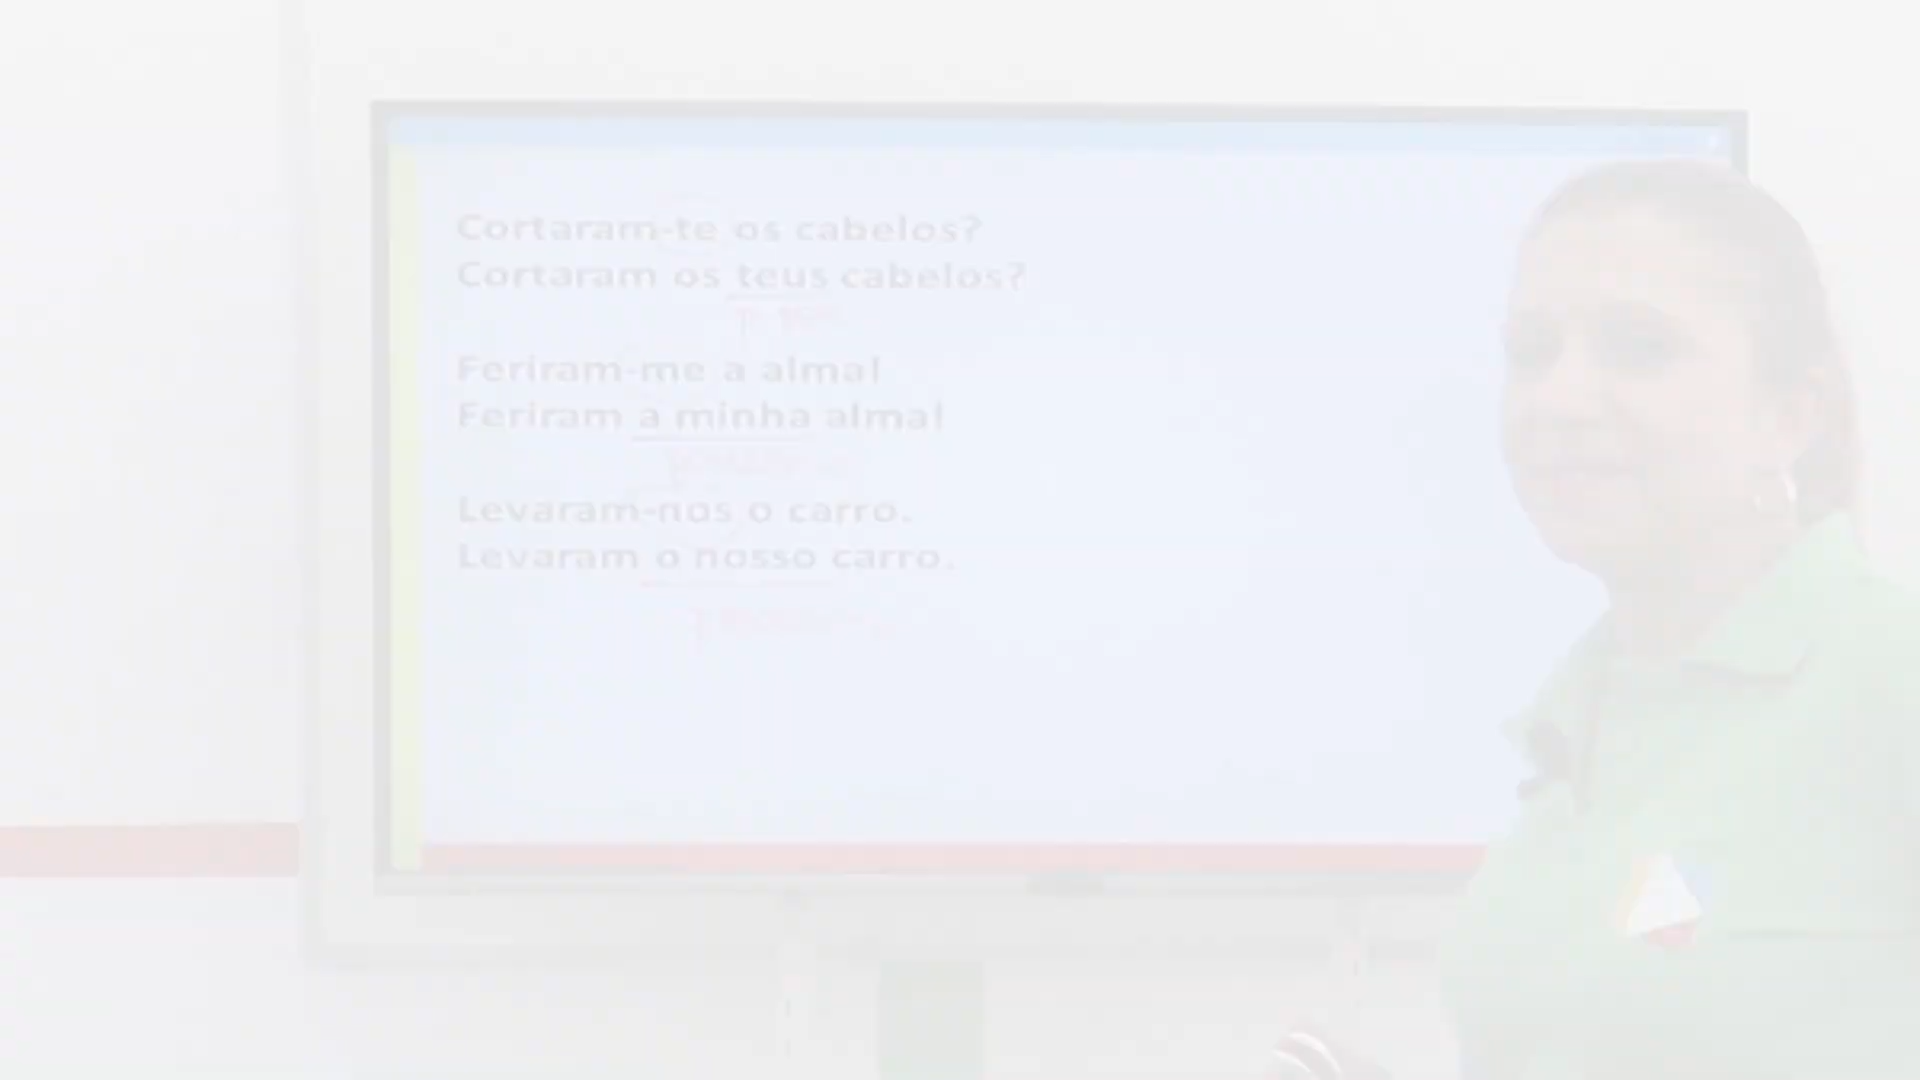 Cortaram-te os cabelos?
Cortaram os teus cabelos?
Feriram-me a alma!
Feriram a minha alma!
Levaram-nos o carro.
Levaram o nosso carro.